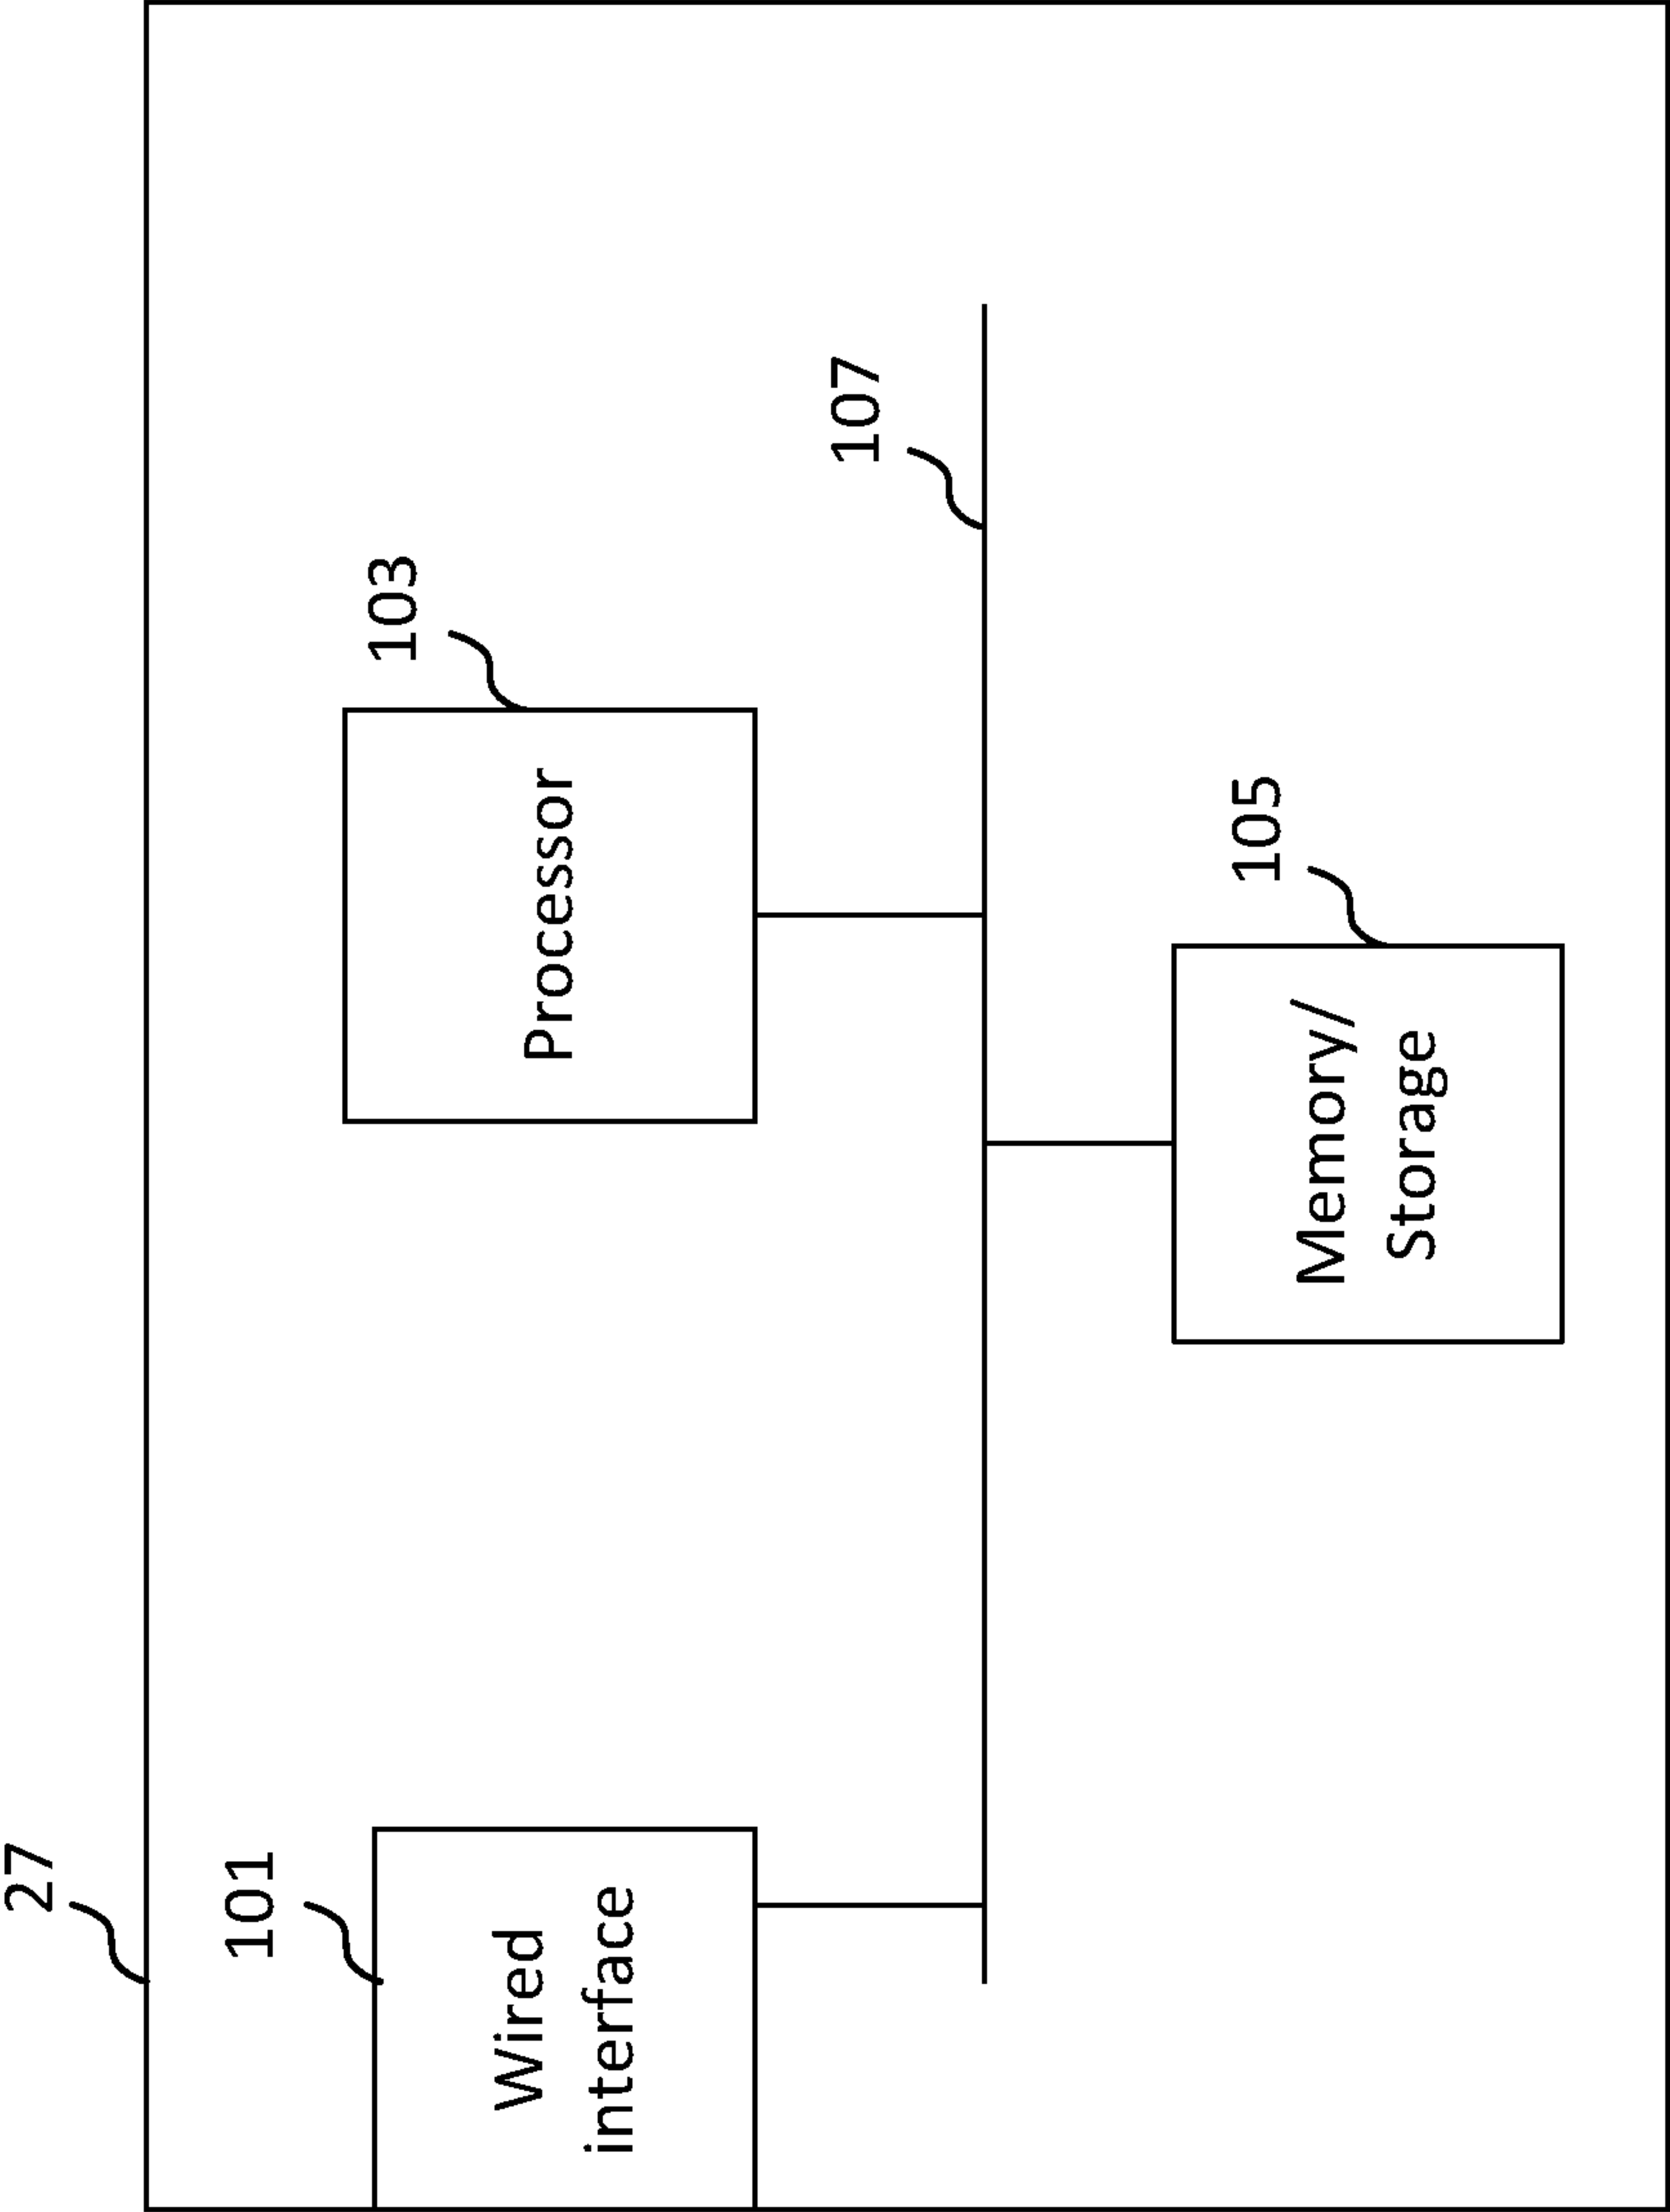 27
101
Wired
interface
103
Processor
107
105
Memory/
Storage